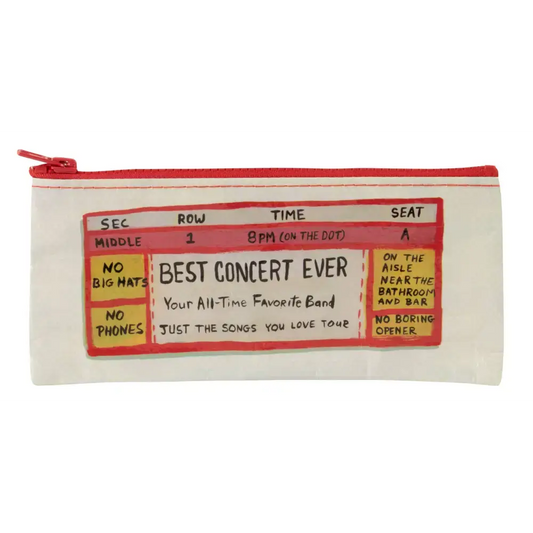 SEC ROW TIME SEAT
MIDDLE 1 8PM (ON THE DOT) A
NO
BIG HATS
NO
PHONES
BEST CONCERT EVER
Your All-Time Favorite Band
JUST THE SONGS YOU LOVE TOUR
ON THE
AISLE
NEAR THE
BATHROOM
AND BAR
NO BORING
OPENER